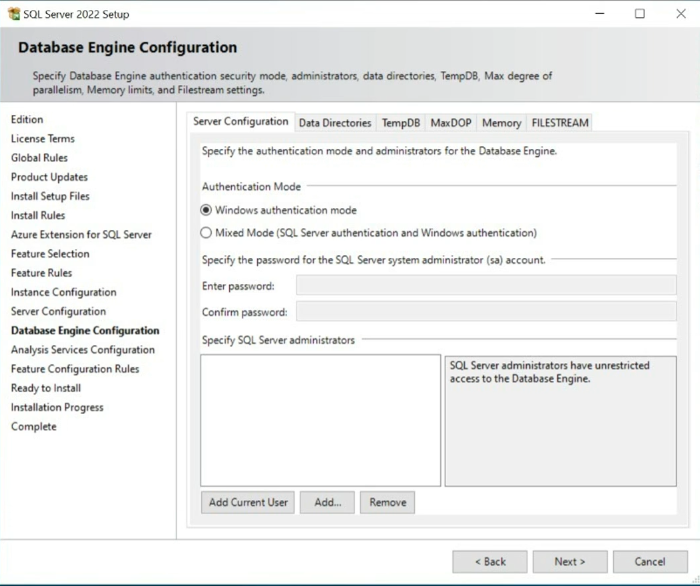 SQL Server 2022 Setup
Database Engine Configuration
Specify Database Engine authentication security mode, administrators, data directories, TempDB, Max degree of
parallelism, Memory limits, and Filestream settings.
Edition
License Terms
Global Rules
Product Updates
Install Setup Files
Install Rules
Azure Extension for SQL Server
Feature Selection
Feature Rules
Instance Configuration
Server Configuration
Database Engine Configuration
Analysis Services Configuration
Feature Configuration Rules
Ready to Install
Installation Progress
Complete
Server Configuration Data Directories TempDB MaxDOP Memory FILESTREAM
Specify the authentication mode and administrators for the Database Engine.
Authentication Mode
Windows authentication mode
Mixed Mode (SQL Server authentication and Windows authentication)
Specify the password for the SQL Server system administrator (sa) account.
Enter password:
Confirm password:
Specify SQL Server administrators
SQL Server administrators have unrestricted
access to the Database Engine.
Add Current User Add... Remove
< Back Next > Cancel